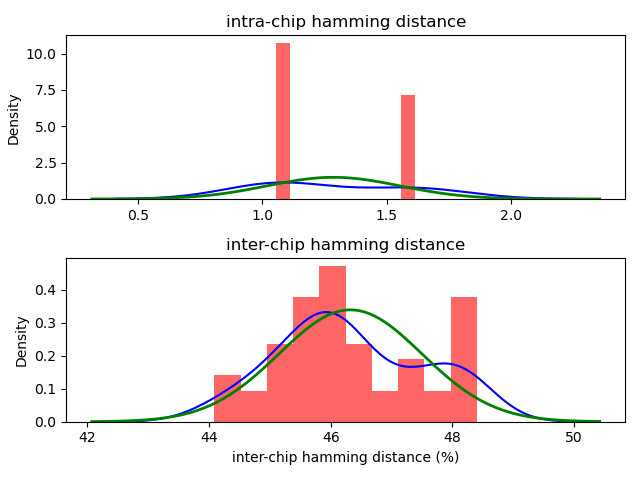 intra-chip hamming distance
Density
10.0
7.5
5.0
2.5
0.0
0.5 1.0 1.5 2.0
inter-chip hamming distance
Density
0.4
0.3
0.2
0.1
0.0
42 44 46 48 50
inter-chip hamming distance (%)